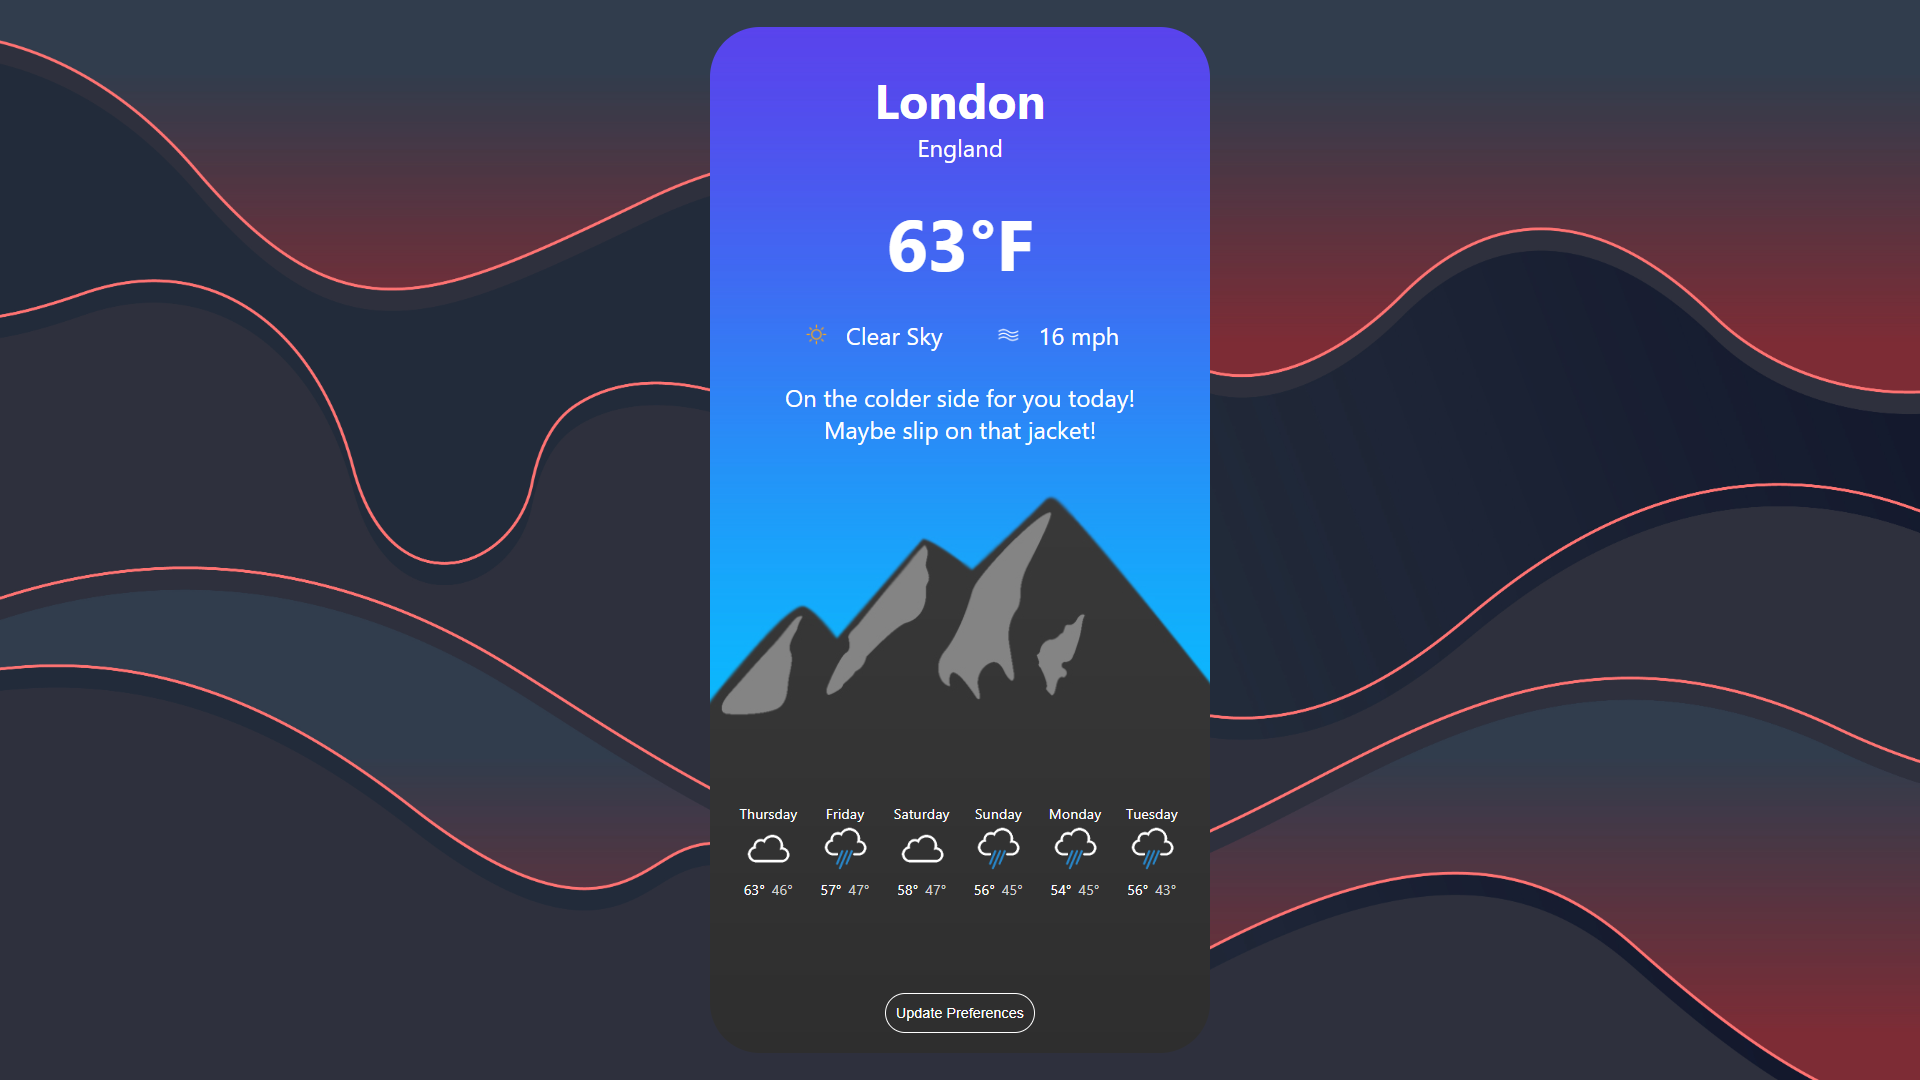 London
England
63°F
Clear Sky 16 mph
On the colder side for you today!
Maybe slip on that jacket!
Thursday Friday Saturday Sunday Monday Tuesday
63° 46° 57° 47° 58° 47° 56° 45° 54° 45° 56° 43°
Update Preferences